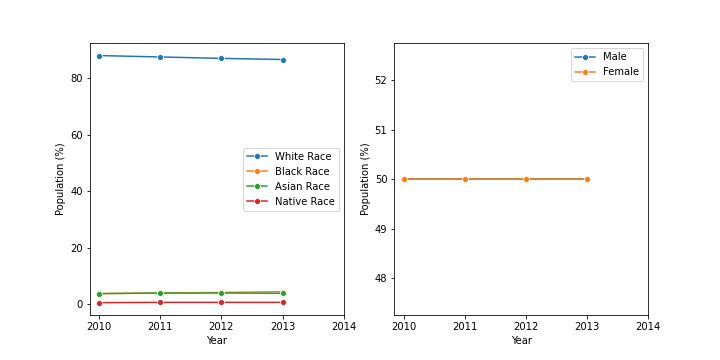 80
60
40
20
0
Population (%)
2010 2011 2012 2013 2014
Year
White Race
Black Race
Asian Race
Native Race
52
51
50
49
48
Population (%)
2010 2011 2012 2013 2014
Year
Male
Female